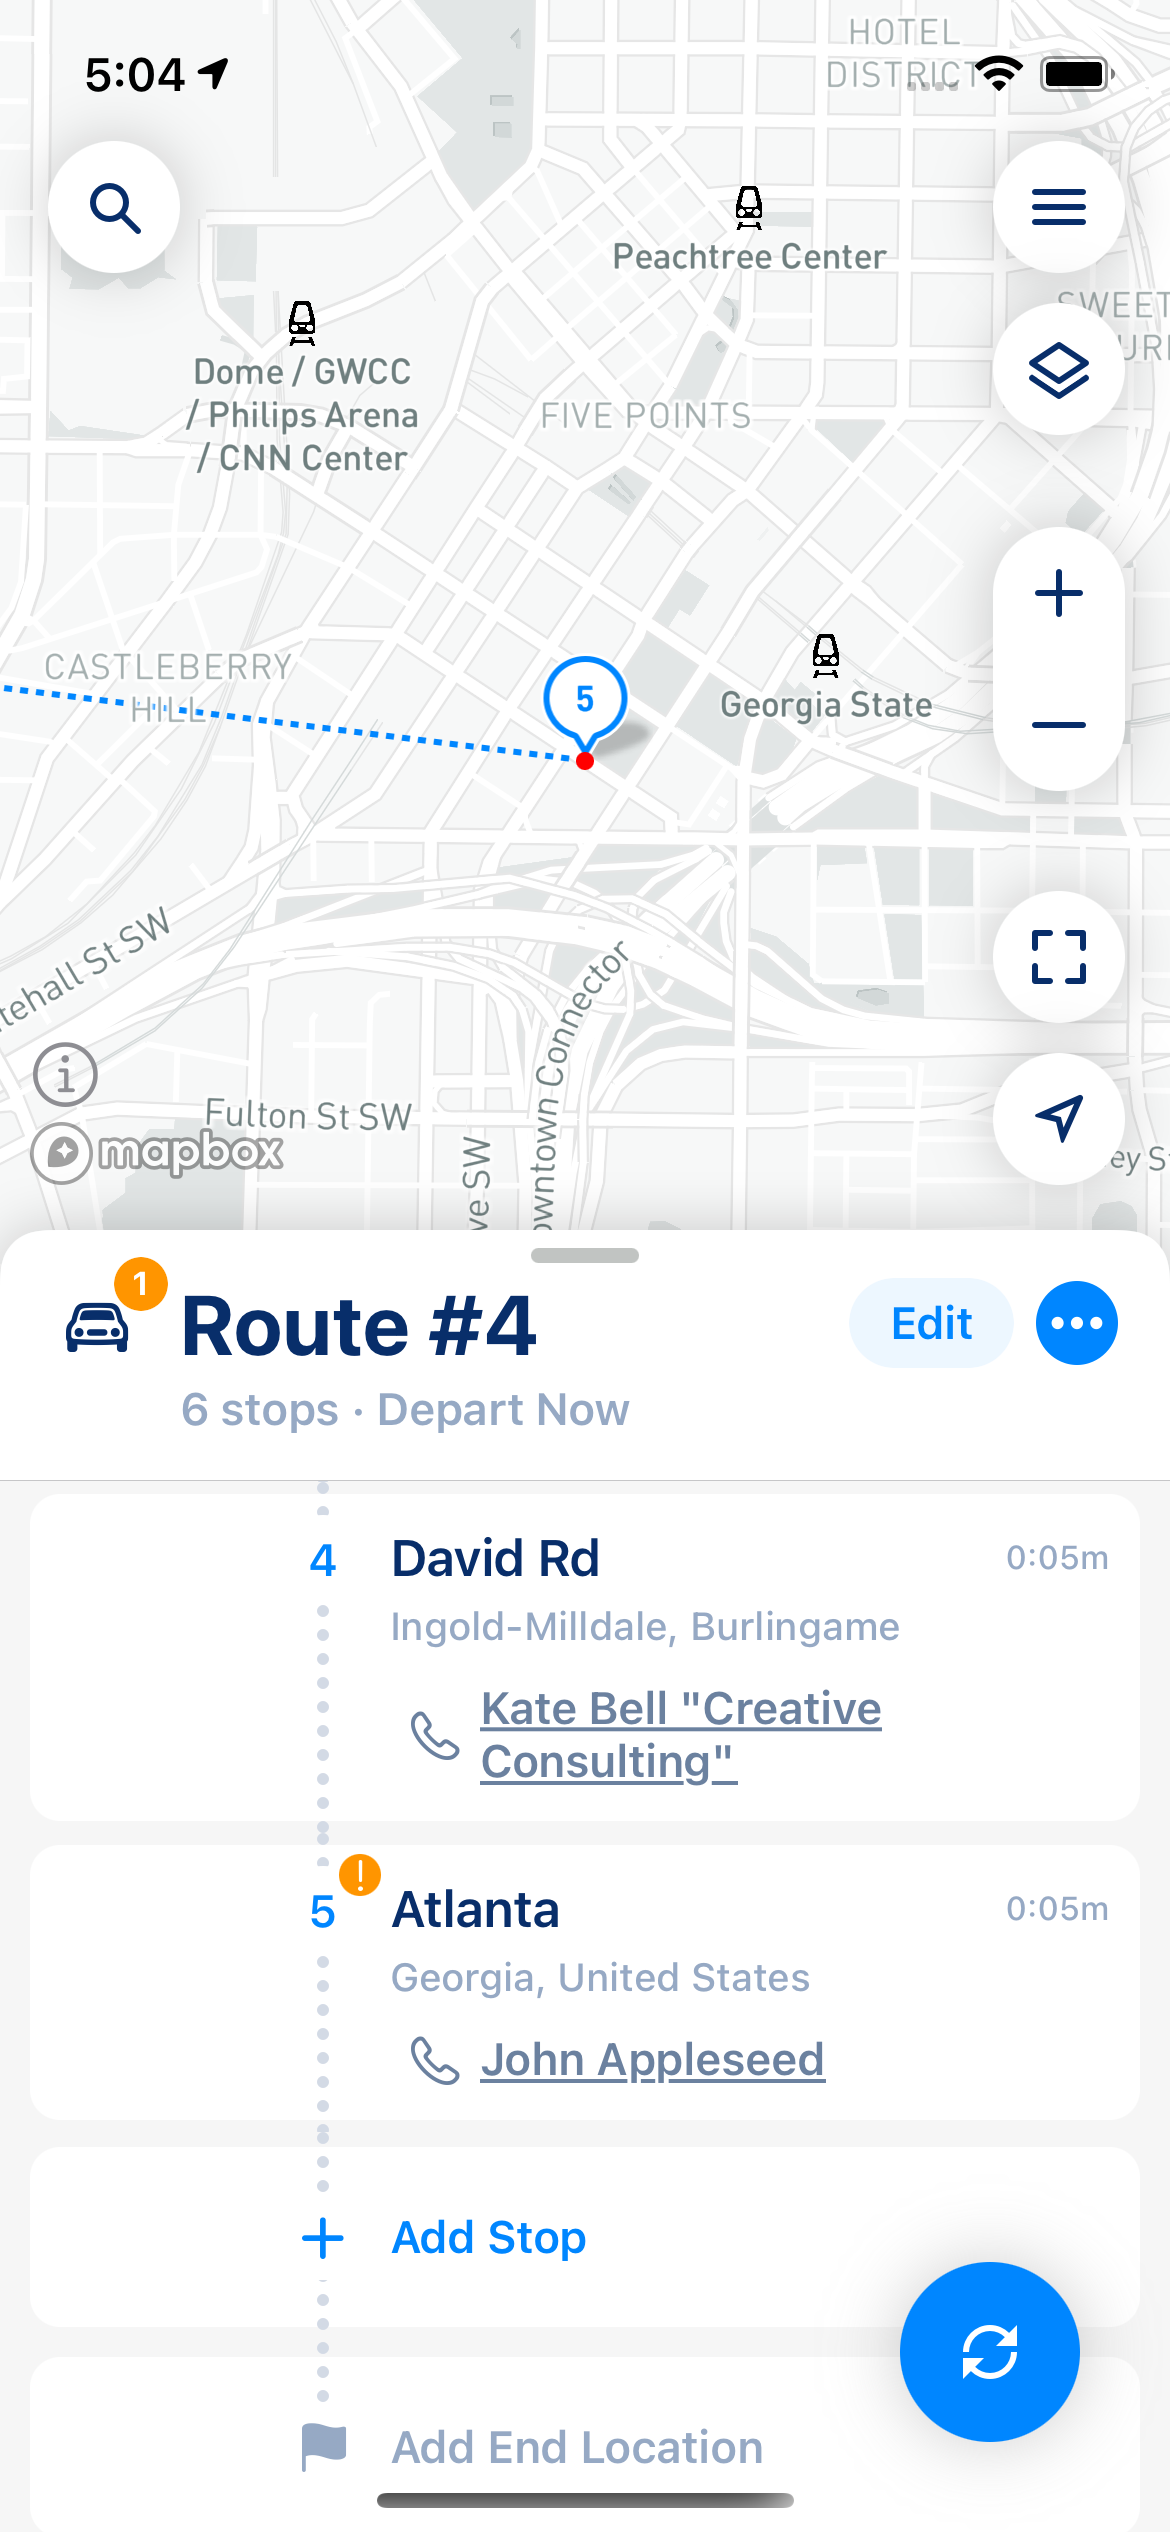 HOTEL
DISTRICT
5:04
Peachtree Center
SWEET
Dome / GWCC
/ Philips Arena
/ CNN Center
FIVE POINTS
CASTLEBERRY
HILL
5
Georgia State
tehall St SW
owntown Connector
i
Fulton St SW
mapbox
ve SW
ey St
1
Route #4
Edit
6 stops · Depart Now
4
David Rd
0:05m
Ingold-Milldale, Burlingame
Kate Bell "Creative
Consulting"
5
!
Atlanta
0:05m
Georgia, United States
John Appleseed
Add Stop
Add End Location